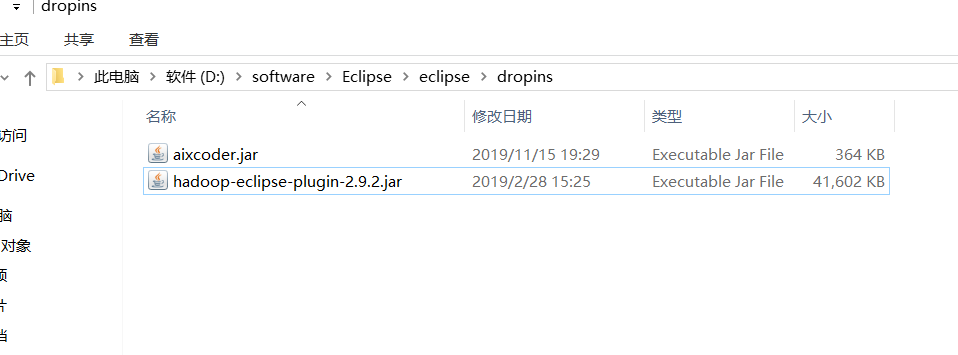 dropins
主页 共享 查看
此电脑 软件 (D:) software Eclipse eclipse dropins
名称 修改日期 类型 大小
访问
aixcoder.jar 2019/11/15 19:29 Executable Jar File 364 KB
Drive
hadoop-eclipse-plugin-2.9.2.jar 2019/2/28 15:25 Executable Jar File 41,602 KB
脑
对象